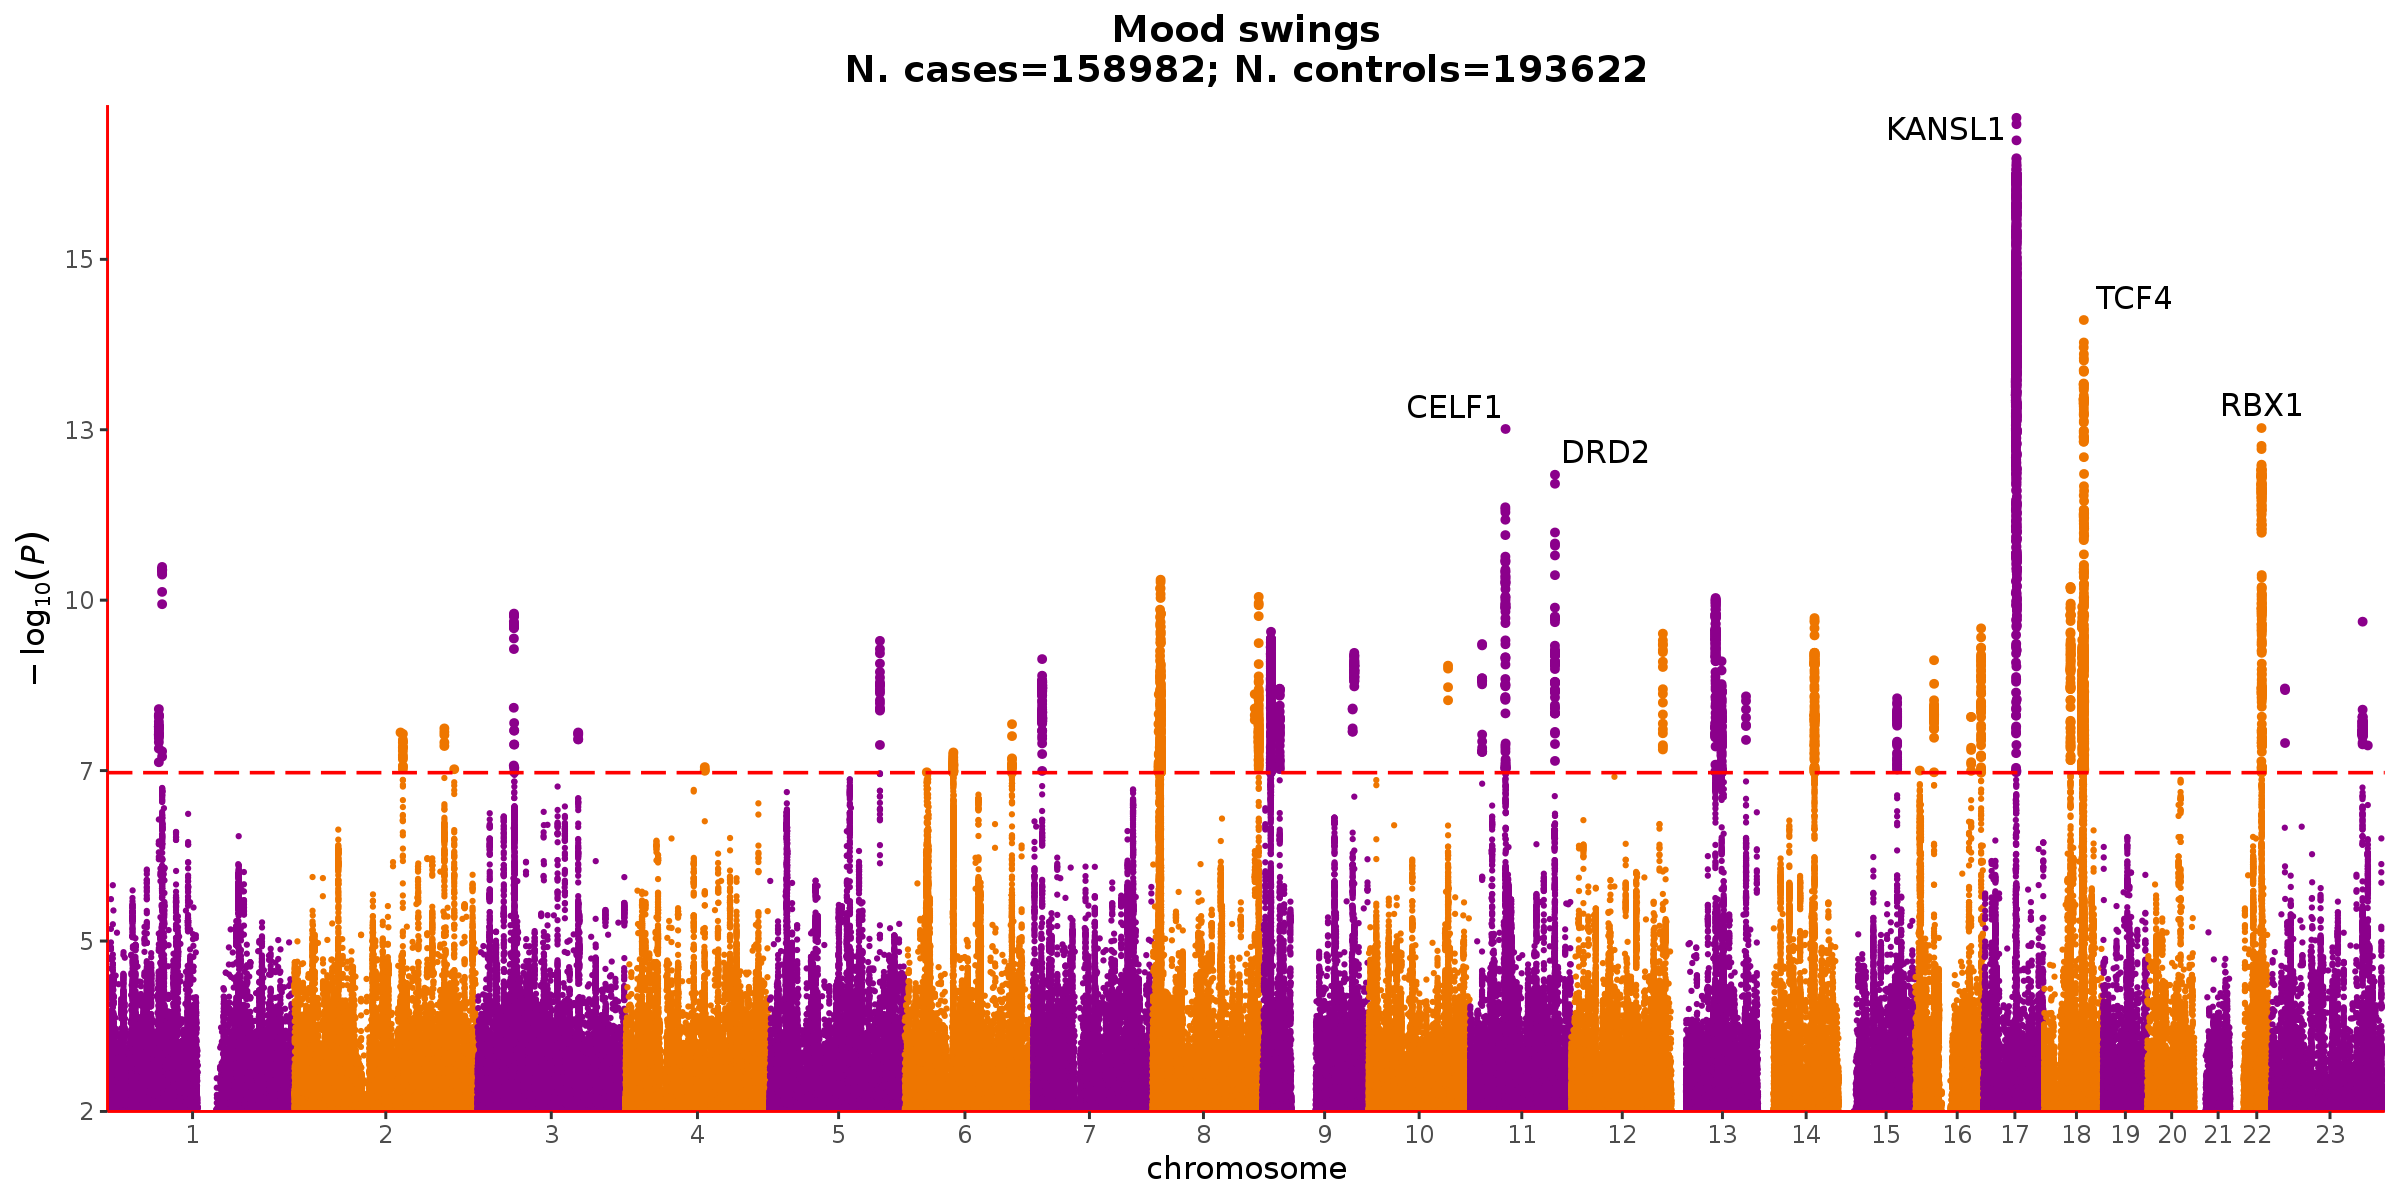 Mood swings
N. cases=158982; N. controls=193622
KANSL1
TCF4
CELF1
RBX1
DRD2
15
13
10
7
5
2
−log10(P)
1 2 3 4 5 6 7 8 9 10 11 12 13 14 15 16 17 18 19 20 21 22 23
chromosome